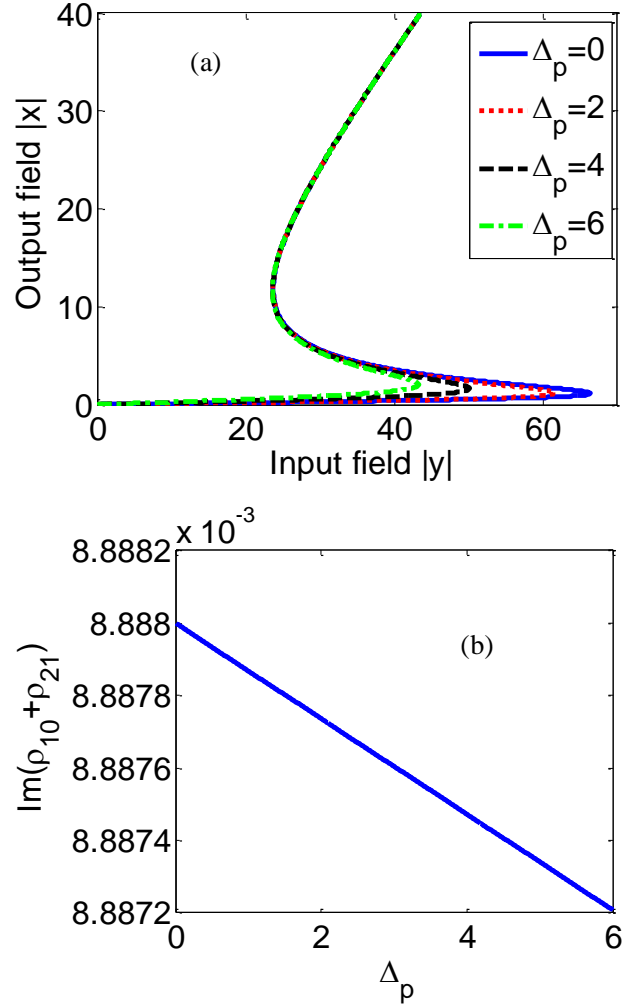 (a)
Δp=0
Δp=2
Δp=4
Δp=6
40
30
20
10
0
Output field |x|
0 20 40 60
Input field |y|
x 10-3
8.8882
8.888
8.8878
8.8876
8.8874
8.8872
Im(ρ10+ρ21)
(b)
0 2 4 6
Δp